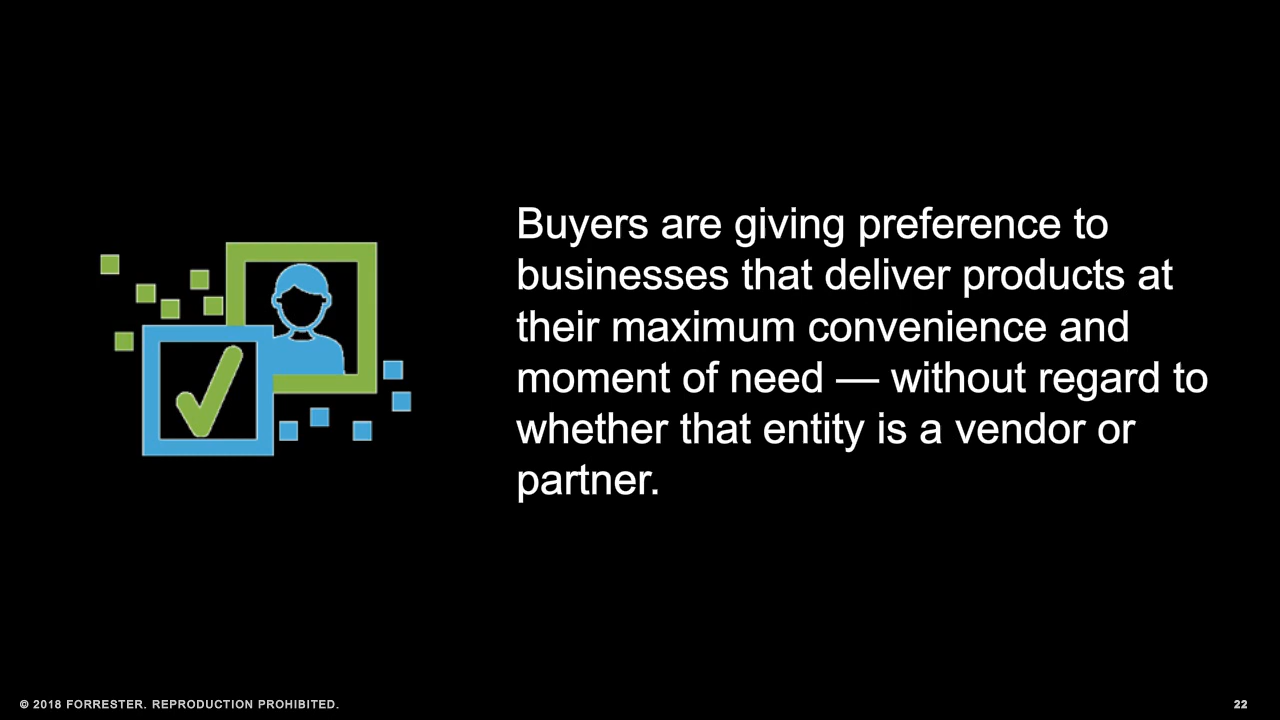 Buyers are giving preference to
businesses that deliver products at
their maximum convenience and
moment of need — without regard to
whether that entity is a vendor or
partner.
© 2018 FORRESTER. REPRODUCTION PROHIBITED.
22